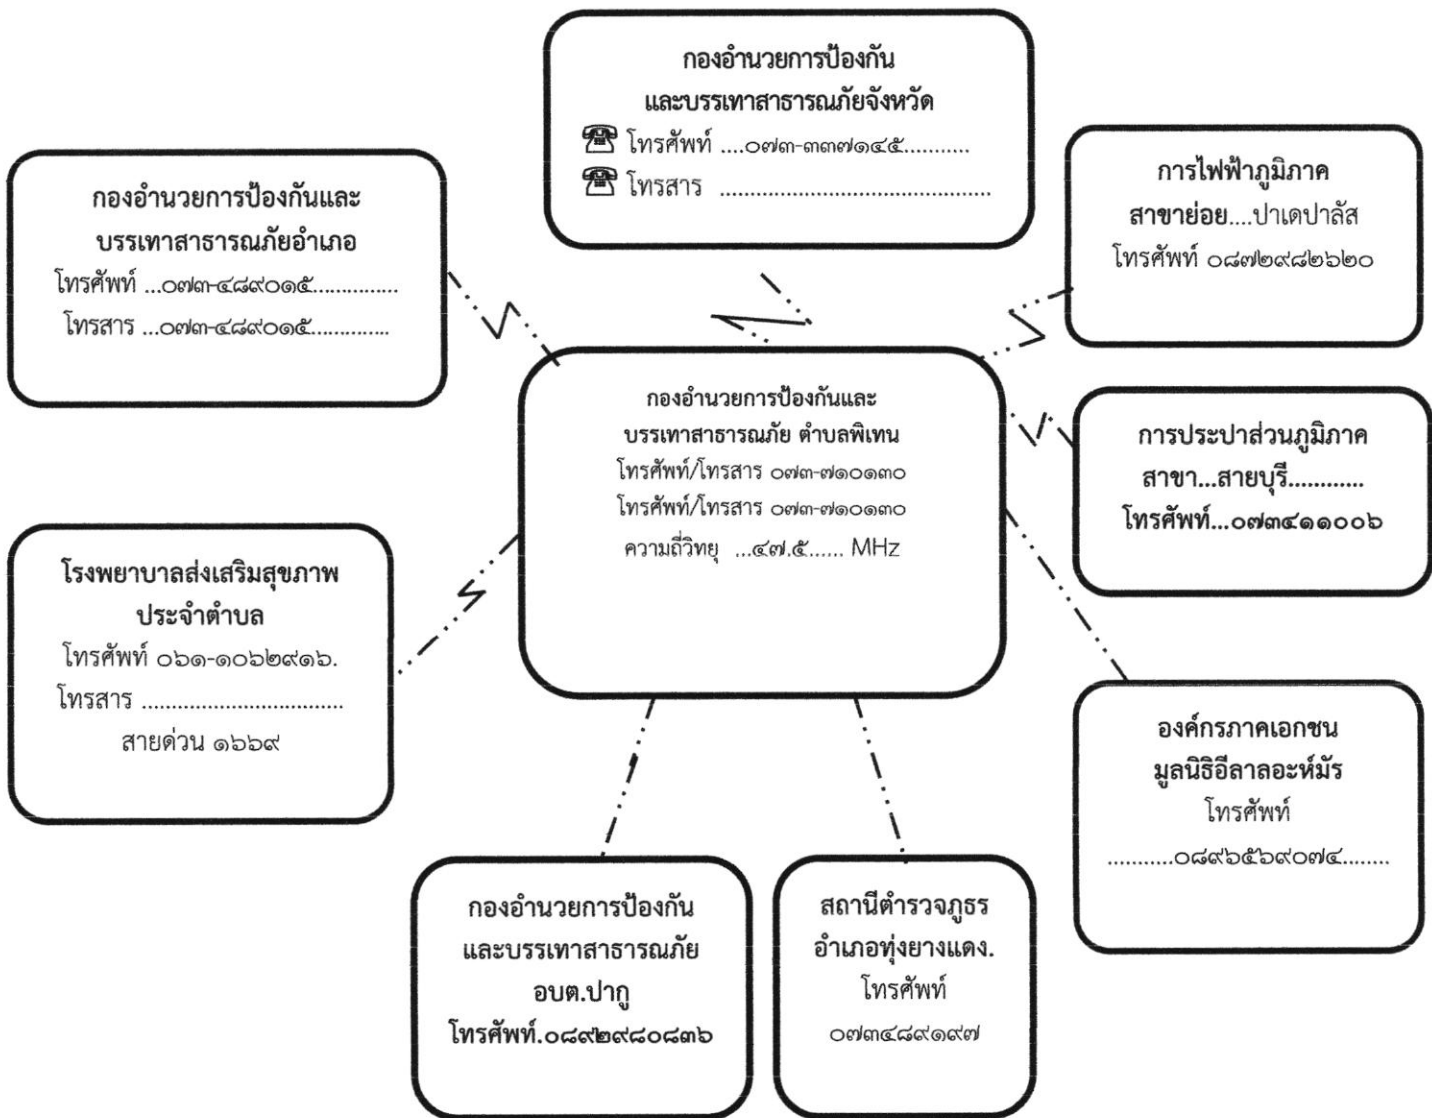 กองอำนวยการป้องกัน
และบรรเทาสาธารณภัยจังหวัด
โทรศัพท์ ....๐๗๓-๓๓๗๑๔๕...........
โทรสาร .............................................
กองอำนวยการป้องกันและ
บรรเทาสาธารณภัยอำเภอ
โทรศัพท์ ...๐๗๓-๔๘๙๐๑๕..............
โทรสาร ...๐๗๓-๔๘๙๐๑๕.............
การไฟฟ้าภูมิภาค
สาขาย่อย....ปาเดปาลัส
โทรศัพท์ ๐๘๗๒๙๘๒๖๒๐
กองอำนวยการป้องกันและ
บรรเทาสาธารณภัย ตำบลพิเทน
โทรศัพท์/โทรสาร ๐๗๓-๗๑๐๑๓๐
โทรศัพท์/โทรสาร ๐๗๓-๗๑๐๑๓๐
ความถี่วิทยุ ...๔๗.๕...... MHz
การประปาส่วนภูมิภาค
สาขา...สายบุรี............
โทรศัพท์...๐๗๓๔๑๑๐๐๖
โรงพยาบาลส่งเสริมสุขภาพ
ประจำตำบล
โทรศัพท์ ๐๖๑-๑๐๖๒๙๑๖.
โทรสาร ..................................
สายด่วน ๑๖๖๙
องค์กรภาคเอกชน
มูลนิธิอีลาลอะห์มัร
โทรศัพท์
...........๐๘๙๖๕๖๙๐๗๔........
กองอำนวยการป้องกัน
และบรรเทาสาธารณภัย
อบต.ปากู
โทรศัพท์.๐๘๙๒๙๘๐๘๓๖
สถานีตำรวจภูธร
อำเภอทุ่งยางแดง.
โทรศัพท์
๐๗๓๔๘๙๑๙๗